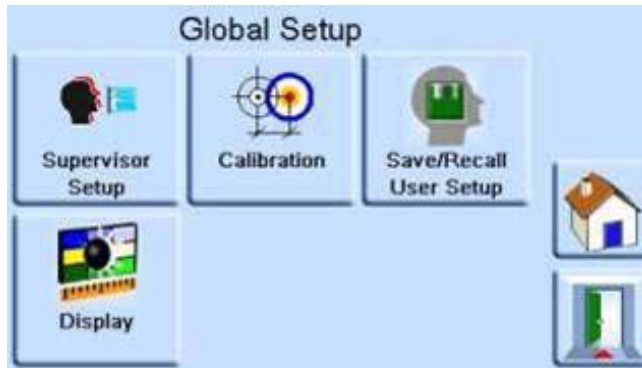 Global Setup
Supervisor
Setup
Calibration
Save/Recall
User Setup
Display